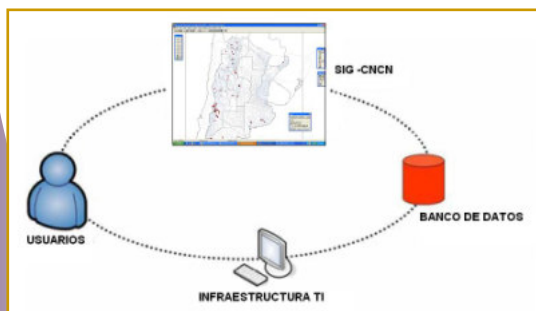 SIG -CNCN
USUARIOS
BANCO DE DATOS
INFRAESTRUCTURA TI